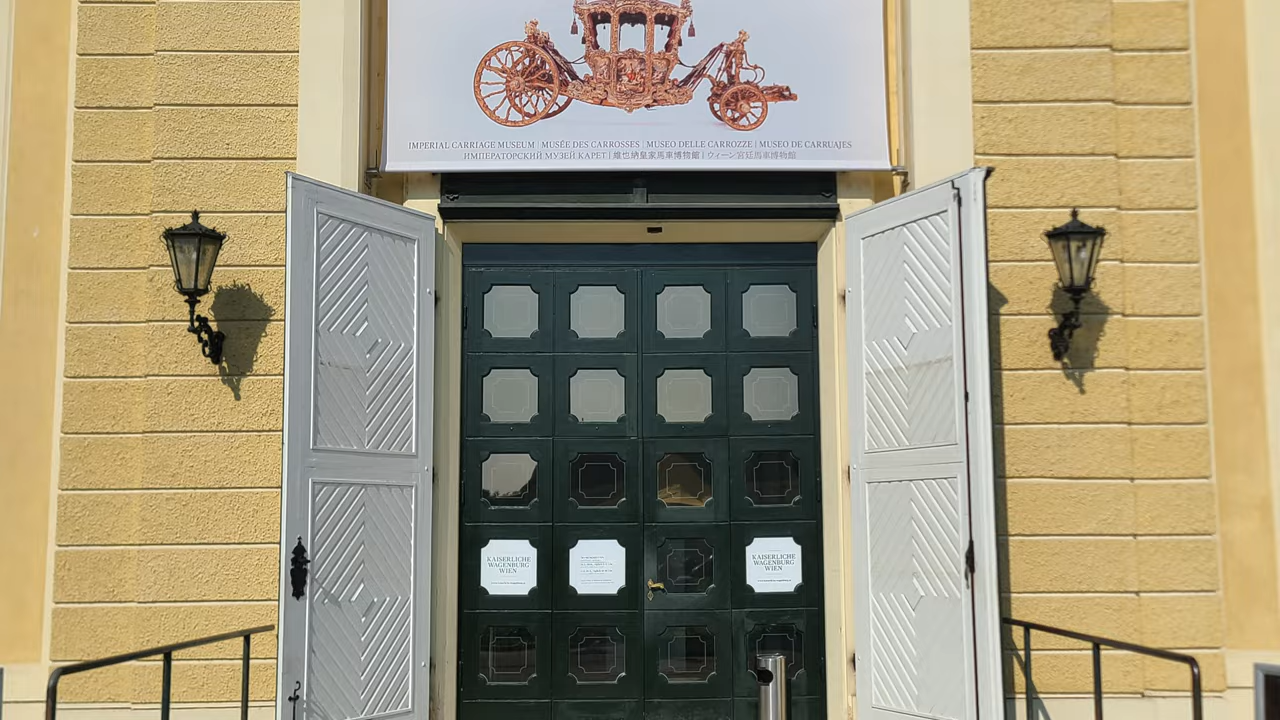 IMPERIAL CARRIAGE MUSEUM | MUSÉE DES CARROSSES | MUSEO DELLE CARROZZE | MUSEO DE CARRUAJES
ИМПЕРАТОРСКИЙ МУЗЕЙ КАРЕТ | 維也納皇家馬車博物館 | ウィーン宮廷馬車博物館
KAISERLICHE
WAGENBURG
WIEN
KAISERLICHE
WAGENBURG
WIEN